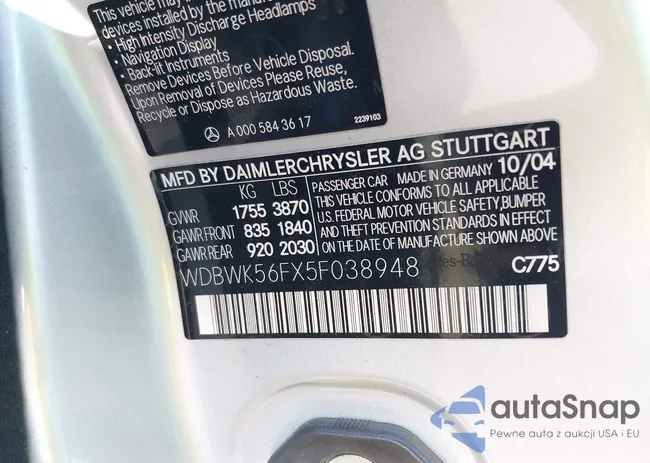 This vehicle may
devices installed by the manu
• High Intensity Discharge Headlamps
• Navigation Display
• Back-lit Instruments
Remove Devices Before Vehicle Disposal.
Upon Removal of Devices Please Reuse,
Recycle or Dispose as Hazardous Waste.
A 000 584 36 17
2239103
MFD BY DAIMLERCHRYSLER AG STUTTGART
KG LBS
GVWR 1755 3870
GAWR FRONT 835 1840
GAWR REAR 920 2030
PASSENGER CAR MADE IN GERMANY 10/04
THIS VEHICLE CONFORMS TO ALL APPLICABLE
U.S. FEDERAL MOTOR VEHICLE SAFETY,BUMPER
AND THEFT PREVENTION STANDARDS IN EFFECT
ON THE DATE OF MANUFACTURE SHOWN ABOVE
WDBWK56FX5F038948
C775
autaSnap
Pewne auta z aukcji USA i EU